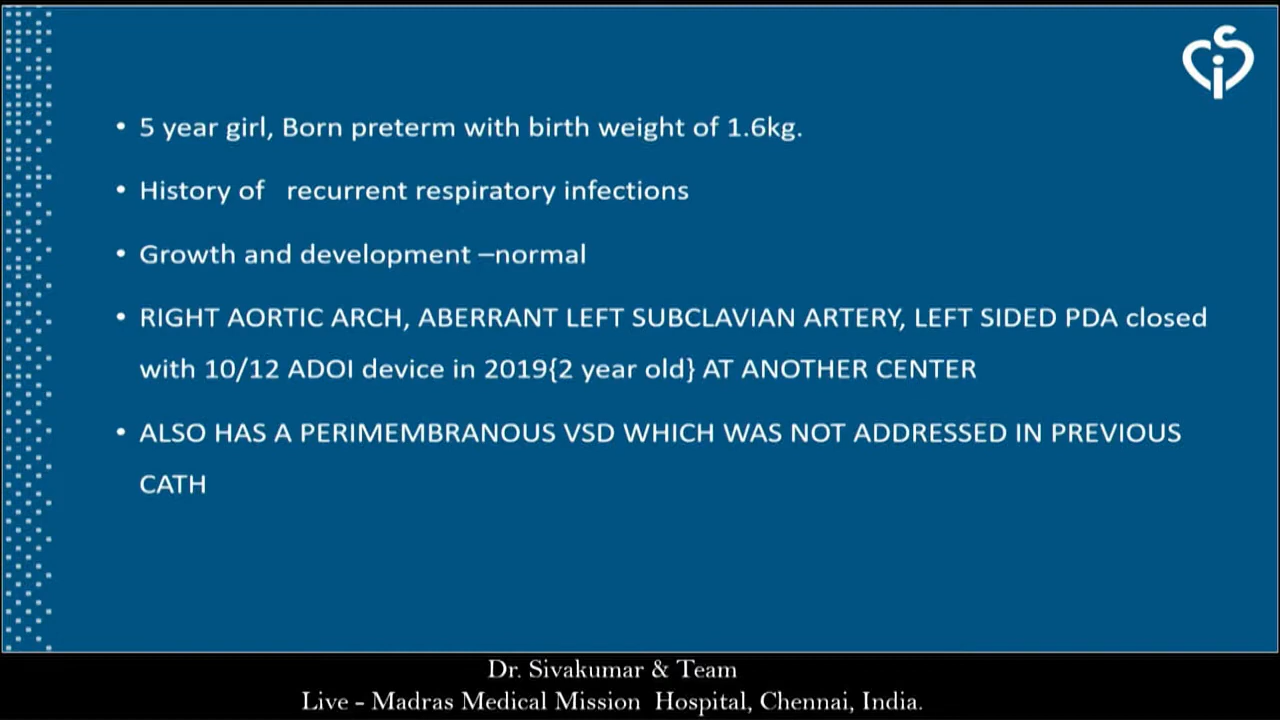 • 5 year girl, Born preterm with birth weight of 1.6kg.
• History of recurrent respiratory infections
• Growth and development –normal
• RIGHT AORTIC ARCH, ABERRANT LEFT SUBCLAVIAN ARTERY, LEFT SIDED PDA closed
with 10/12 ADOI device in 2019{2 year old} AT ANOTHER CENTER
• ALSO HAS A PERIMEMBRANOUS VSD WHICH WAS NOT ADDRESSED IN PREVIOUS
CATH
Dr. Sivakumar & Team
Live - Madras Medical Mission Hospital, Chennai, India.